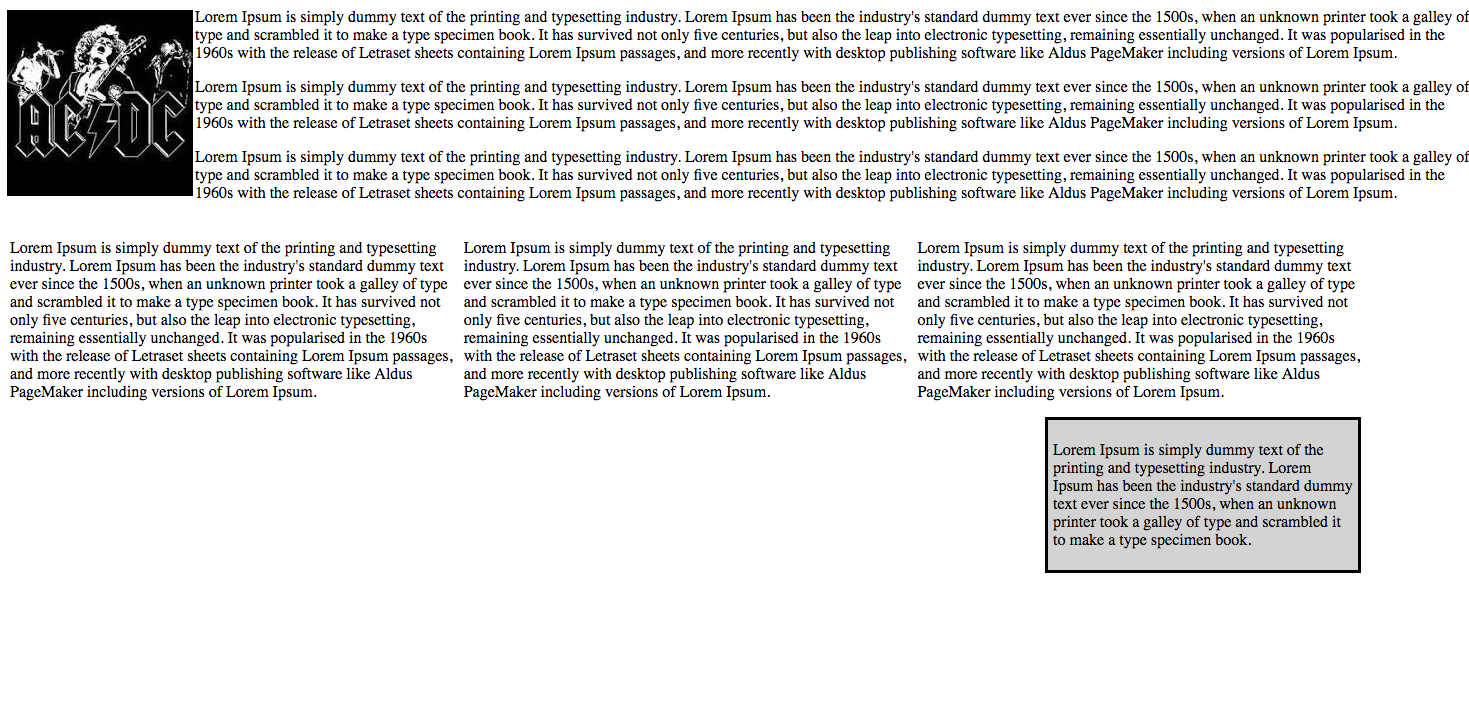 AC/DC
Lorem Ipsum is simply dummy text of the printing and typesetting industry. Lorem Ipsum has been the industry's standard dummy text ever since the 1500s, when an unknown printer took a galley of
type and scrambled it to make a type specimen book. It has survived not only five centuries, but also the leap into electronic typesetting, remaining essentially unchanged. It was popularised in the
1960s with the release of Letraset sheets containing Lorem Ipsum passages, and more recently with desktop publishing software like Aldus PageMaker including versions of Lorem Ipsum.
Lorem Ipsum is simply dummy text of the printing and typesetting industry. Lorem Ipsum has been the industry's standard dummy text ever since the 1500s, when an unknown printer took a galley of
type and scrambled it to make a type specimen book. It has survived not only five centuries, but also the leap into electronic typesetting, remaining essentially unchanged. It was popularised in the
1960s with the release of Letraset sheets containing Lorem Ipsum passages, and more recently with desktop publishing software like Aldus PageMaker including versions of Lorem Ipsum.
Lorem Ipsum is simply dummy text of the printing and typesetting industry. Lorem Ipsum has been the industry's standard dummy text ever since the 1500s, when an unknown printer took a galley of
type and scrambled it to make a type specimen book. It has survived not only five centuries, but also the leap into electronic typesetting, remaining essentially unchanged. It was popularised in the
1960s with the release of Letraset sheets containing Lorem Ipsum passages, and more recently with desktop publishing software like Aldus PageMaker including versions of Lorem Ipsum.
Lorem Ipsum is simply dummy text of the printing and typesetting
industry. Lorem Ipsum has been the industry's standard dummy text
ever since the 1500s, when an unknown printer took a galley of type
and scrambled it to make a type specimen book. It has survived not
only five centuries, but also the leap into electronic typesetting,
remaining essentially unchanged. It was popularised in the 1960s
with the release of Letraset sheets containing Lorem Ipsum passages,
and more recently with desktop publishing software like Aldus
PageMaker including versions of Lorem Ipsum.
Lorem Ipsum is simply dummy text of the printing and typesetting
industry. Lorem Ipsum has been the industry's standard dummy text
ever since the 1500s, when an unknown printer took a galley of type
and scrambled it to make a type specimen book. It has survived not
only five centuries, but also the leap into electronic typesetting,
remaining essentially unchanged. It was popularised in the 1960s
with the release of Letraset sheets containing Lorem Ipsum passages,
and more recently with desktop publishing software like Aldus
PageMaker including versions of Lorem Ipsum.
Lorem Ipsum is simply dummy text of the printing and typesetting
industry. Lorem Ipsum has been the industry's standard dummy text
ever since the 1500s, when an unknown printer took a galley of type
and scrambled it to make a type specimen book. It has survived not
only five centuries, but also the leap into electronic typesetting,
remaining essentially unchanged. It was popularised in the 1960s
with the release of Letraset sheets containing Lorem Ipsum passages,
and more recently with desktop publishing software like Aldus
PageMaker including versions of Lorem Ipsum.
Lorem Ipsum is simply dummy text of the
printing and typesetting industry. Lorem
Ipsum has been the industry's standard dummy
text ever since the 1500s, when an unknown
printer took a galley of type and scrambled it
to make a type specimen book.